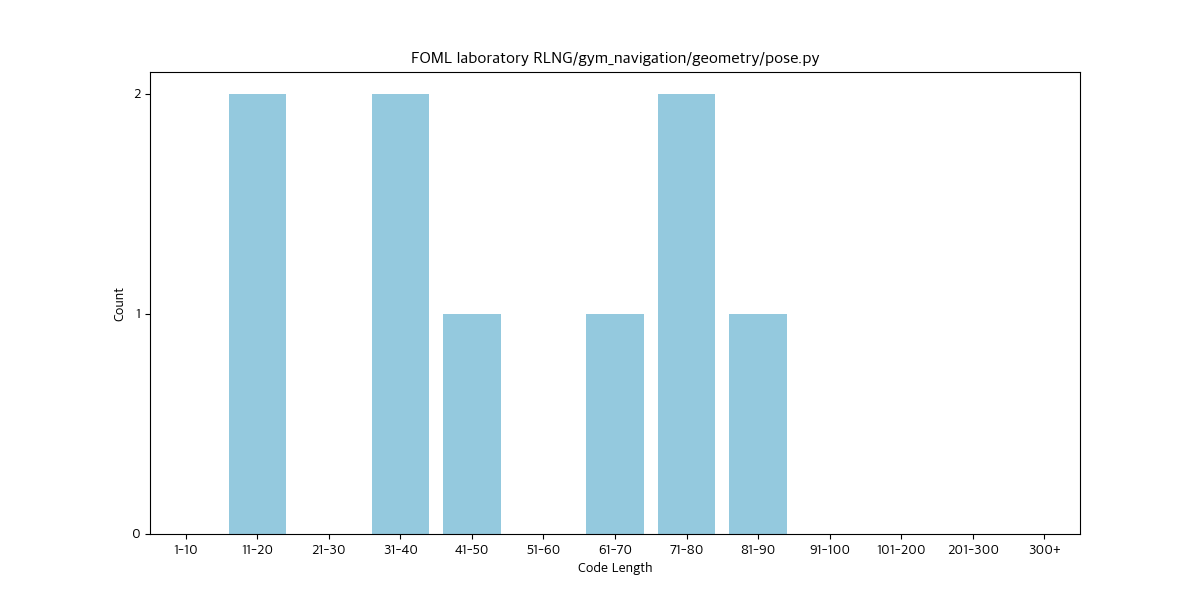 FOML laboratory RLNG/gym_navigation/geometry/pose.py
2
1
0
Count
1-10 11-20 21-30 31-40 41-50 51-60 61-70 71-80 81-90 91-100 101-200 201-300 300+
Code Length